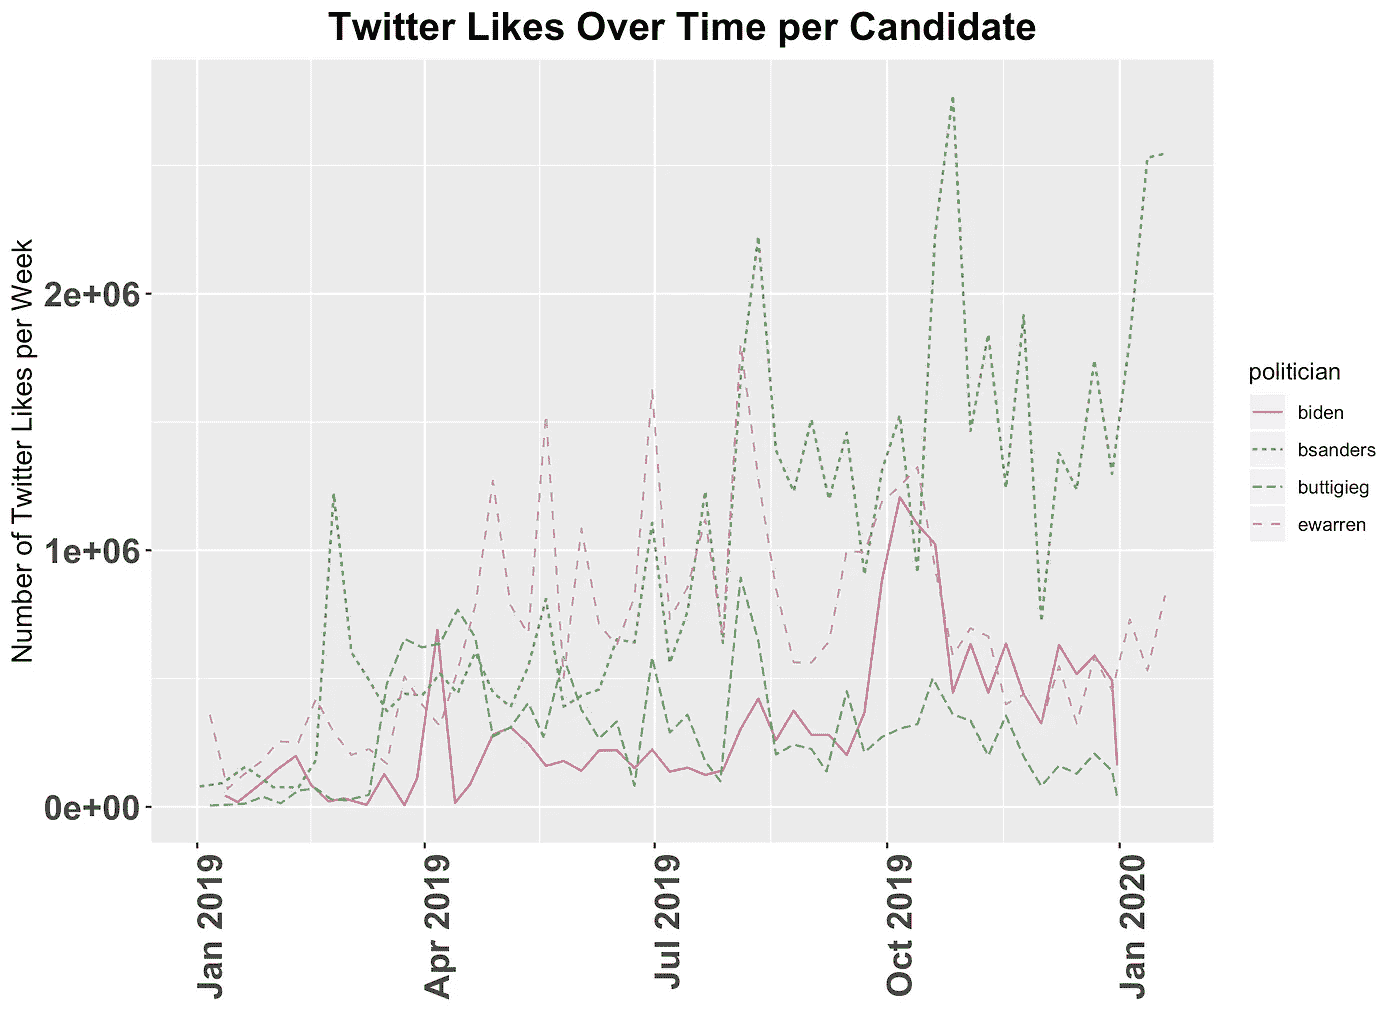 Twitter Likes Over Time per Candidate
Number of Twitter Likes per Week
2e+06
1e+06
0e+00
Jan 2019
Apr 2019
Jul 2019
Oct 2019
Jan 2020
politician
biden
bsanders
buttigieg
ewarren